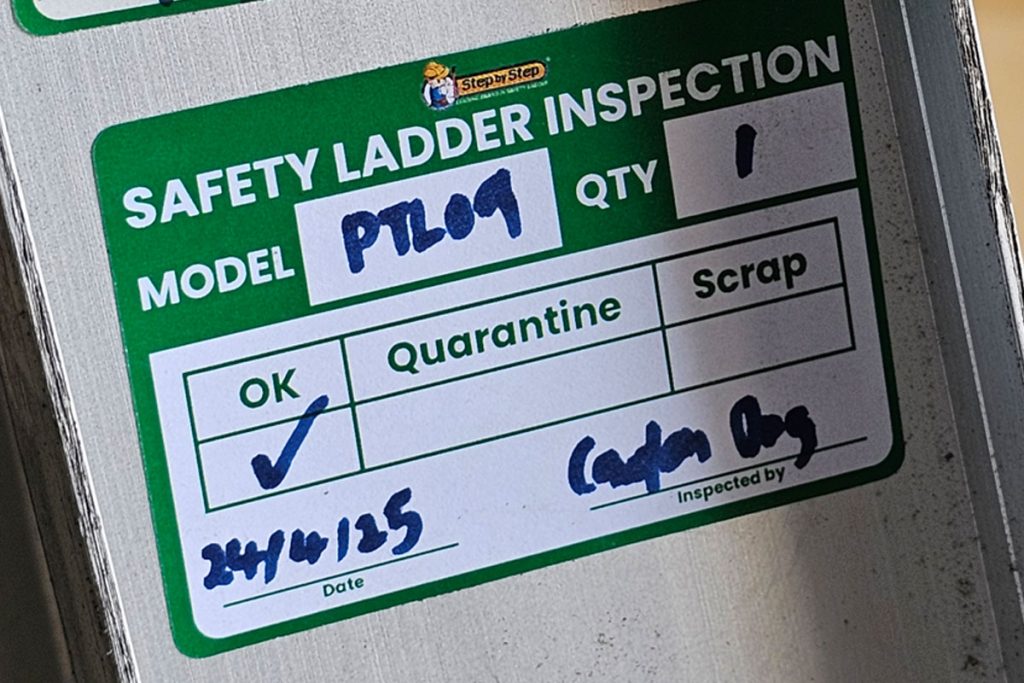 Step by Step
SAFETY LADDER INSPECTION
MODEL PTL09 QTY 1
OK Quarantine Scrap
✓
24/4/25
Date
Inspected by